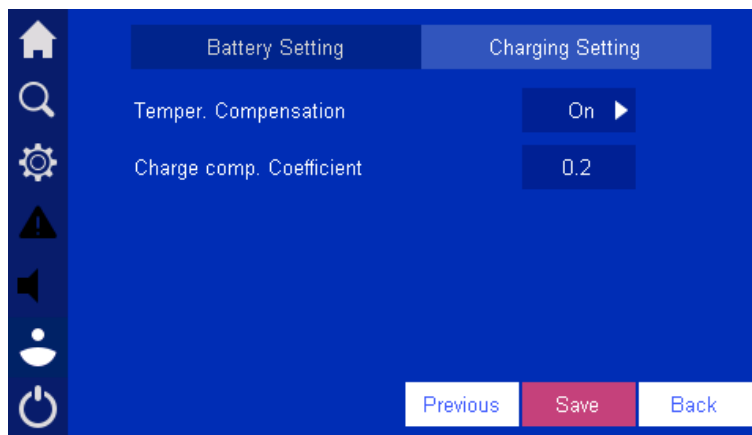 Battery Setting Charging Setting
Temper. Compensation On
Charge comp. Coefficient 0.2
Previous Save Back